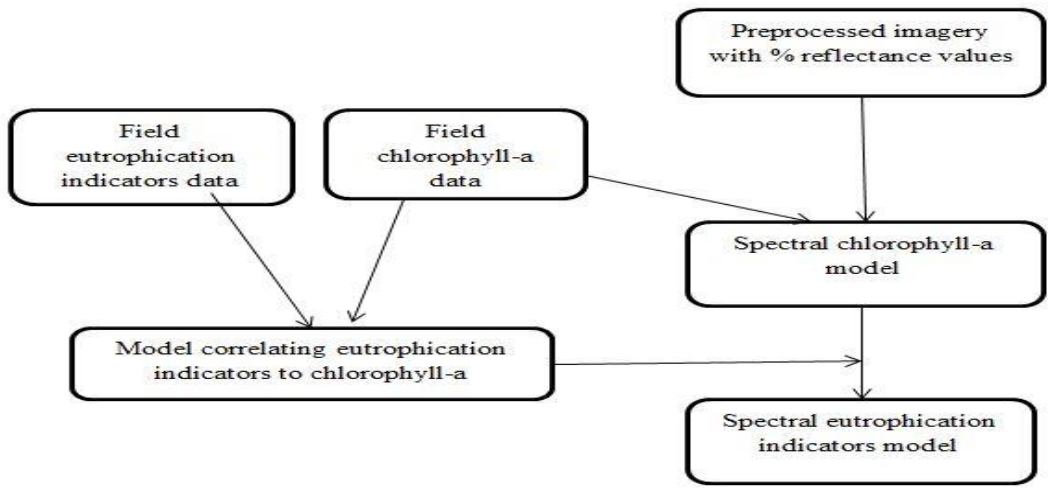 Preprocessed imagery
with % reflectance values
Field
eutrophication
indicators data
Field
chlorophyll-a
data
Spectral chlorophyll-a
model
Model correlating eutrophication
indicators to chlorophyll-a
Spectral eutrophication
indicators model